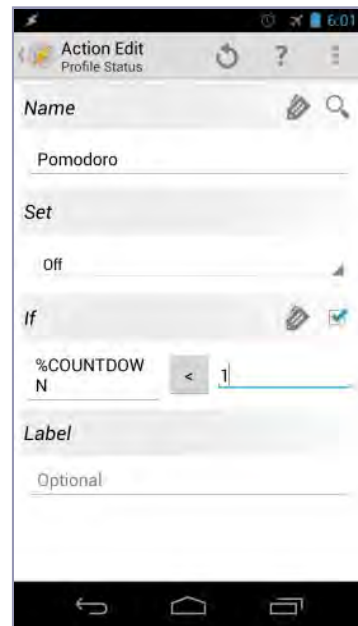 6:01
Action Edit
Profile Status
?
Name
Pomodoro
Set
Off
If
%COUNTDOW
N
< 1
Label
Optional